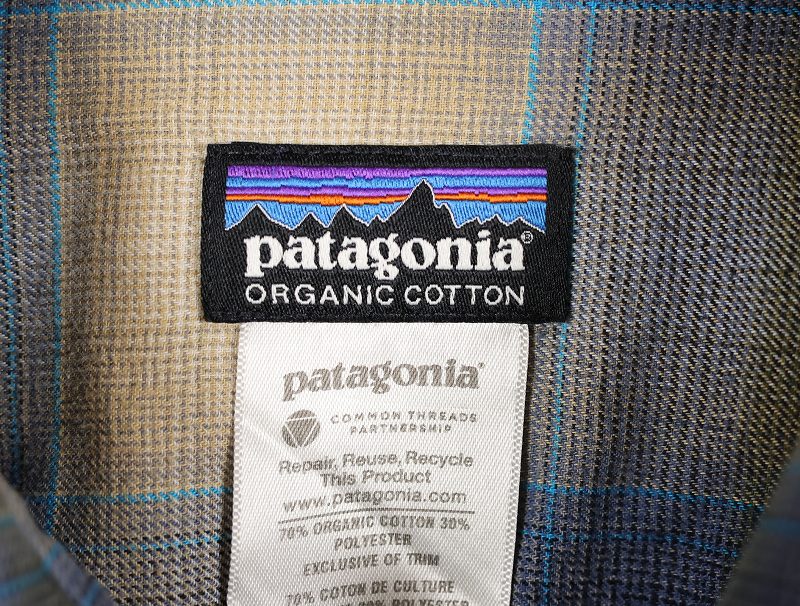 patagonia®
ORGANIC COTTON
patagonia®
COMMON THREADS
PARTNERSHIP
Repair, Reuse, Recycle
This Product
www.patagonia.com
70% ORGANIC COTTON 30%
POLYESTER
EXCLUSIVE OF TRIM
70% COTON DE CULTURE
POLYESTER